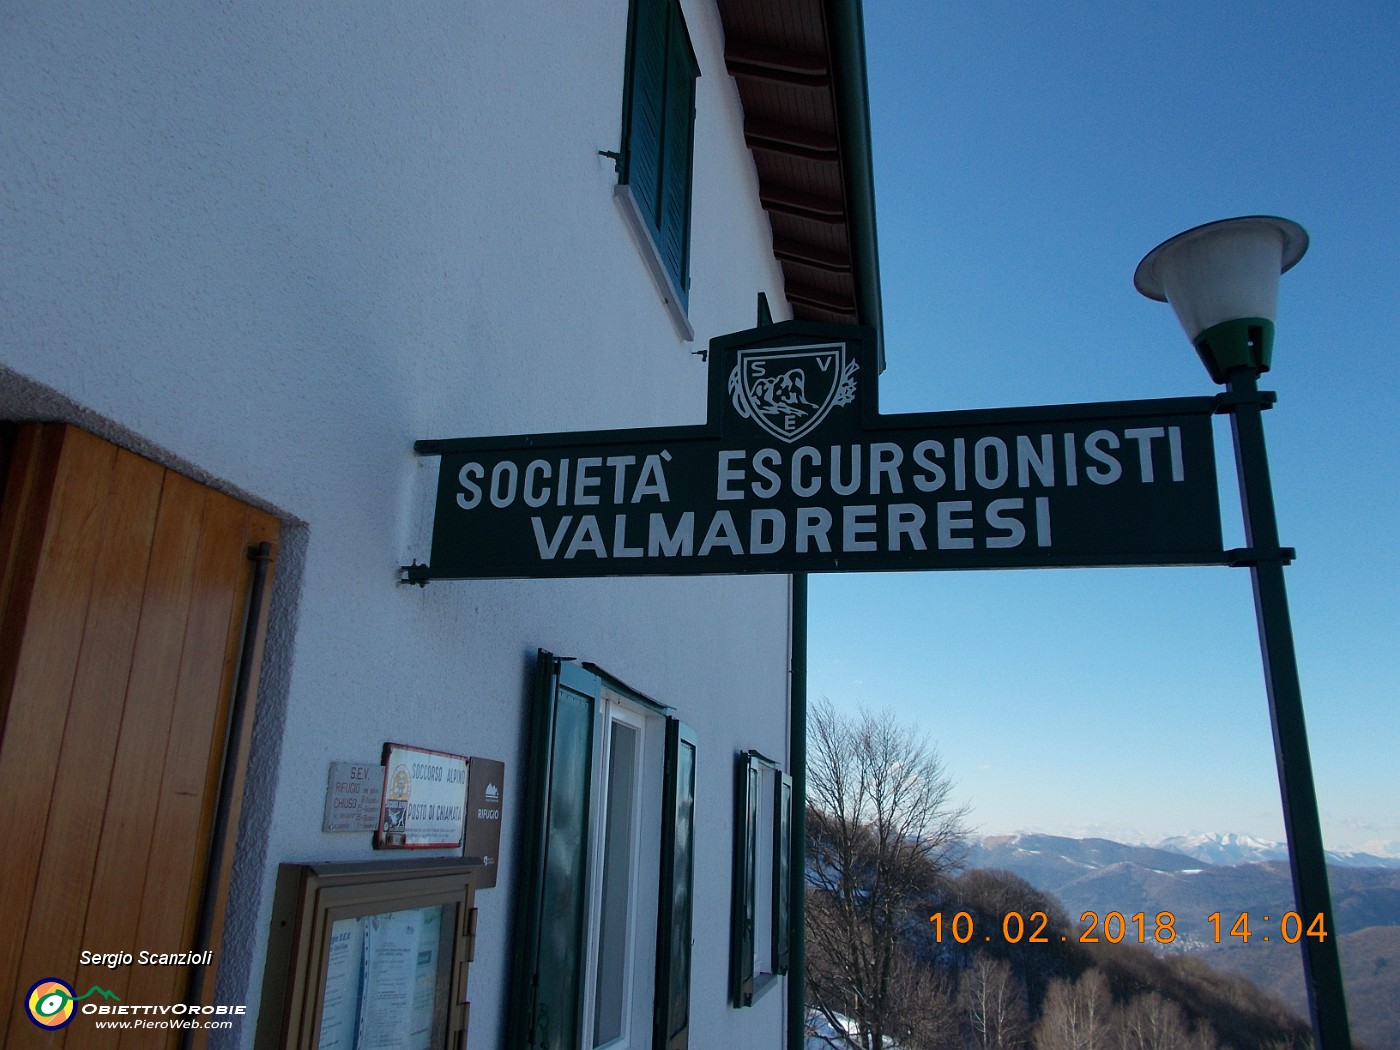 S V
E
SOCIETÀ ESCURSIONISTI
VALMADRERESI
S.E.V.
RIFUGIO
CHIUSO
SOCCORSO ALPINO
POSTO DI CHIAMATA
RIFUGIO
10.02.2018 14:04
Sergio Scanzioli
OBIETTIVOROBIE
www.PieroWeb.com